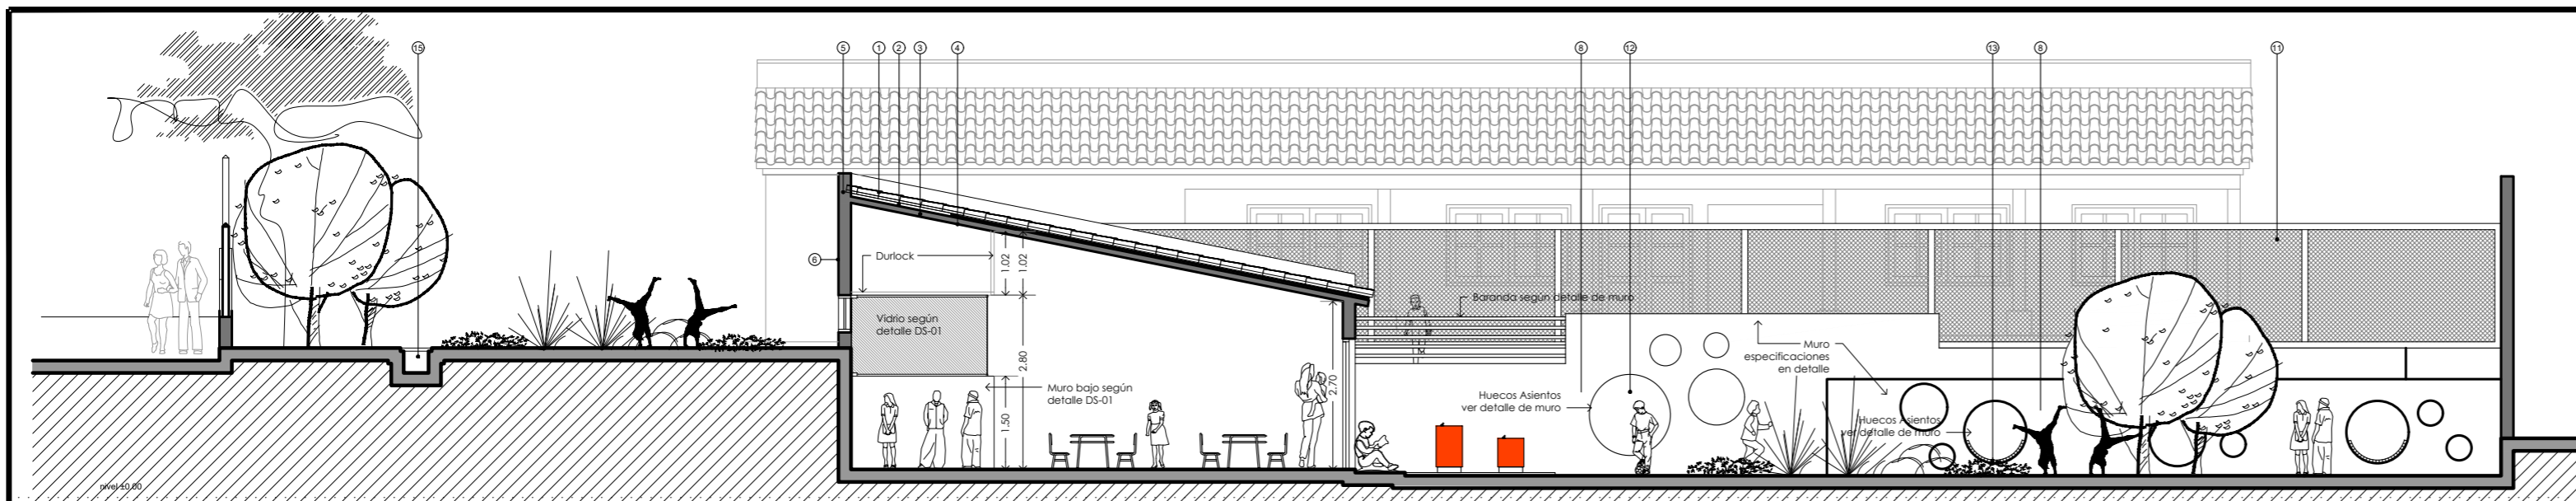 15
5
1
2
3
4
8
12
13
8
11
6
Durlock
1.02
1.02
Vidrio según
detalle DS-01
2.80
Muro bajo según
detalle DS-01
1.50
2.70
Baranda según detalle de muro
Muro
especificaciones
en detalle
Huecos Asientos
ver detalle de muro
Huecos Asientos
ver detalle de muro
nivel ±0.00